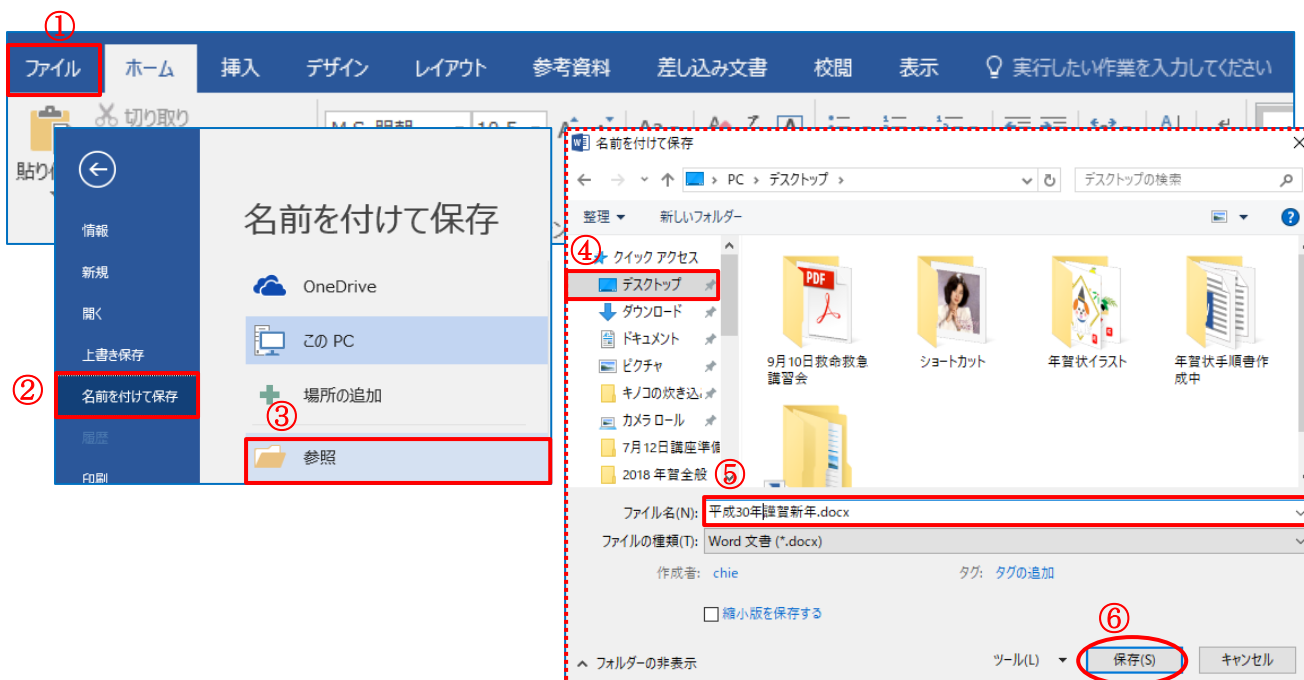 ①
ファイル ホーム 挿入 デザイン レイアウト 参考資料 差し込み文書 校閲 表示 実行したい作業を入力してください
切り取り
②
情報
新規
開く
上書き保存
名前を付けて保存
履歴
印刷
名前を付けて保存
OneDrive
この PC
場所の追加
③
参照
名前を付けて保存
PC › デスクトップ ›
デスクトップの検索
整理 新しいフォルダー
④
クイック アクセス
デスクトップ
ダウンロード
ドキュメント
ピクチャ
キノコの炊き込
カメラ ロール
7月12日講座準備
2018 年賀全般
PDF
9月10日救命救急
講習会
ショートカット
年賀状イラスト
年賀状手順書作
成中
⑤
ファイル名(N): 平成30年謹賀新年.docx
ファイルの種類(T): Word 文書 (*.docx)
作成者: chie タグ: タグの追加
縮小版を保存する
⑥
フォルダーの非表示 ツール(L) 保存(S) キャンセル